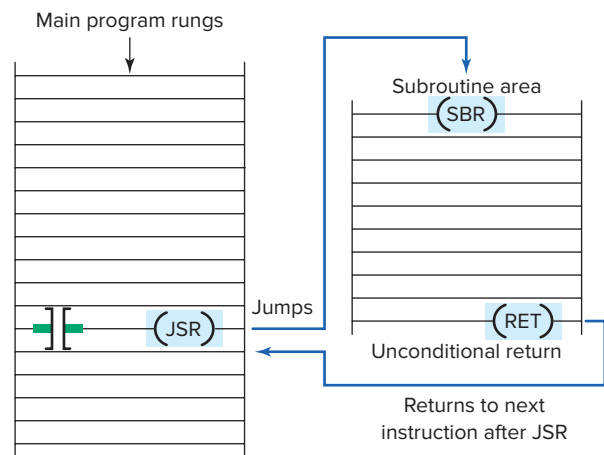 Main program rungs
Subroutine area
SBR
JSR
Jumps
RET
Unconditional return
Returns to next
instruction after JSR